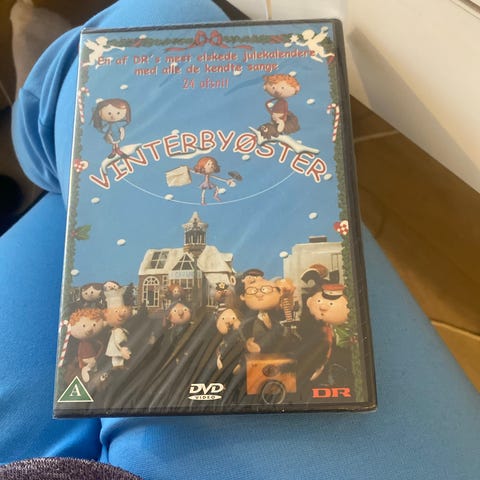 En af DR's mest elskede julekalendere
med alle de kendte sange
24 afsnit
VINTERBYØSTER
A
DVD
VIDEO
DR